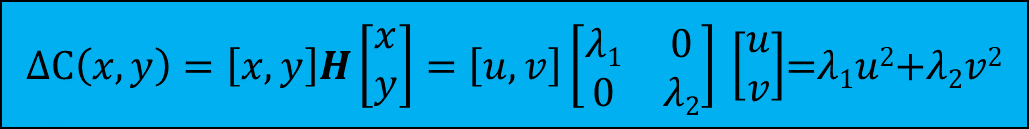 ΔC(x, y) = [x, y]H [x y] = [u, v] [λ₁ 0 0 λ₂] [u v] =λ₁u²+λ₂v²